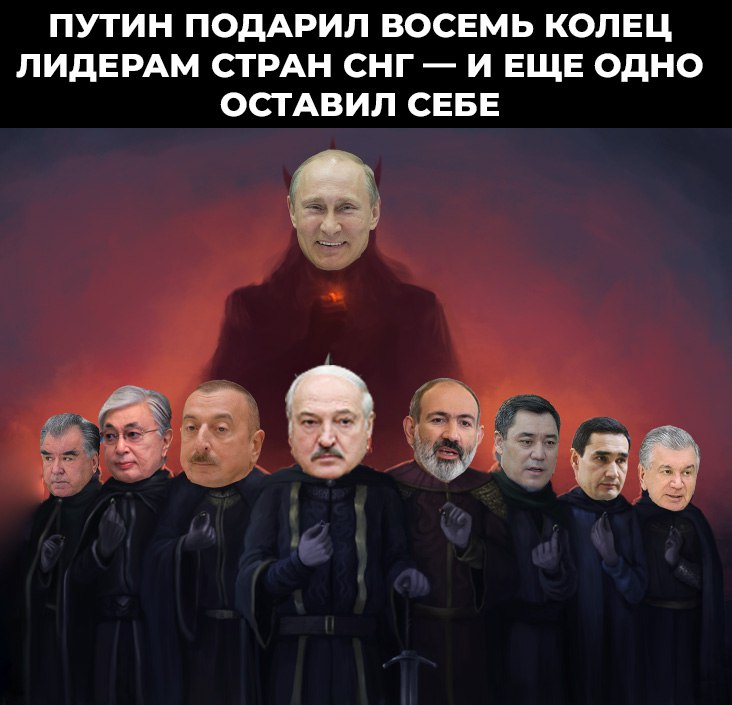 ПУТИН ПОДАРИЛ ВОСЕМЬ КОЛЕЦ
ЛИДЕРАМ СТРАН СНГ — И ЕЩЕ ОДНО
ОСТАВИЛ СЕБЕ